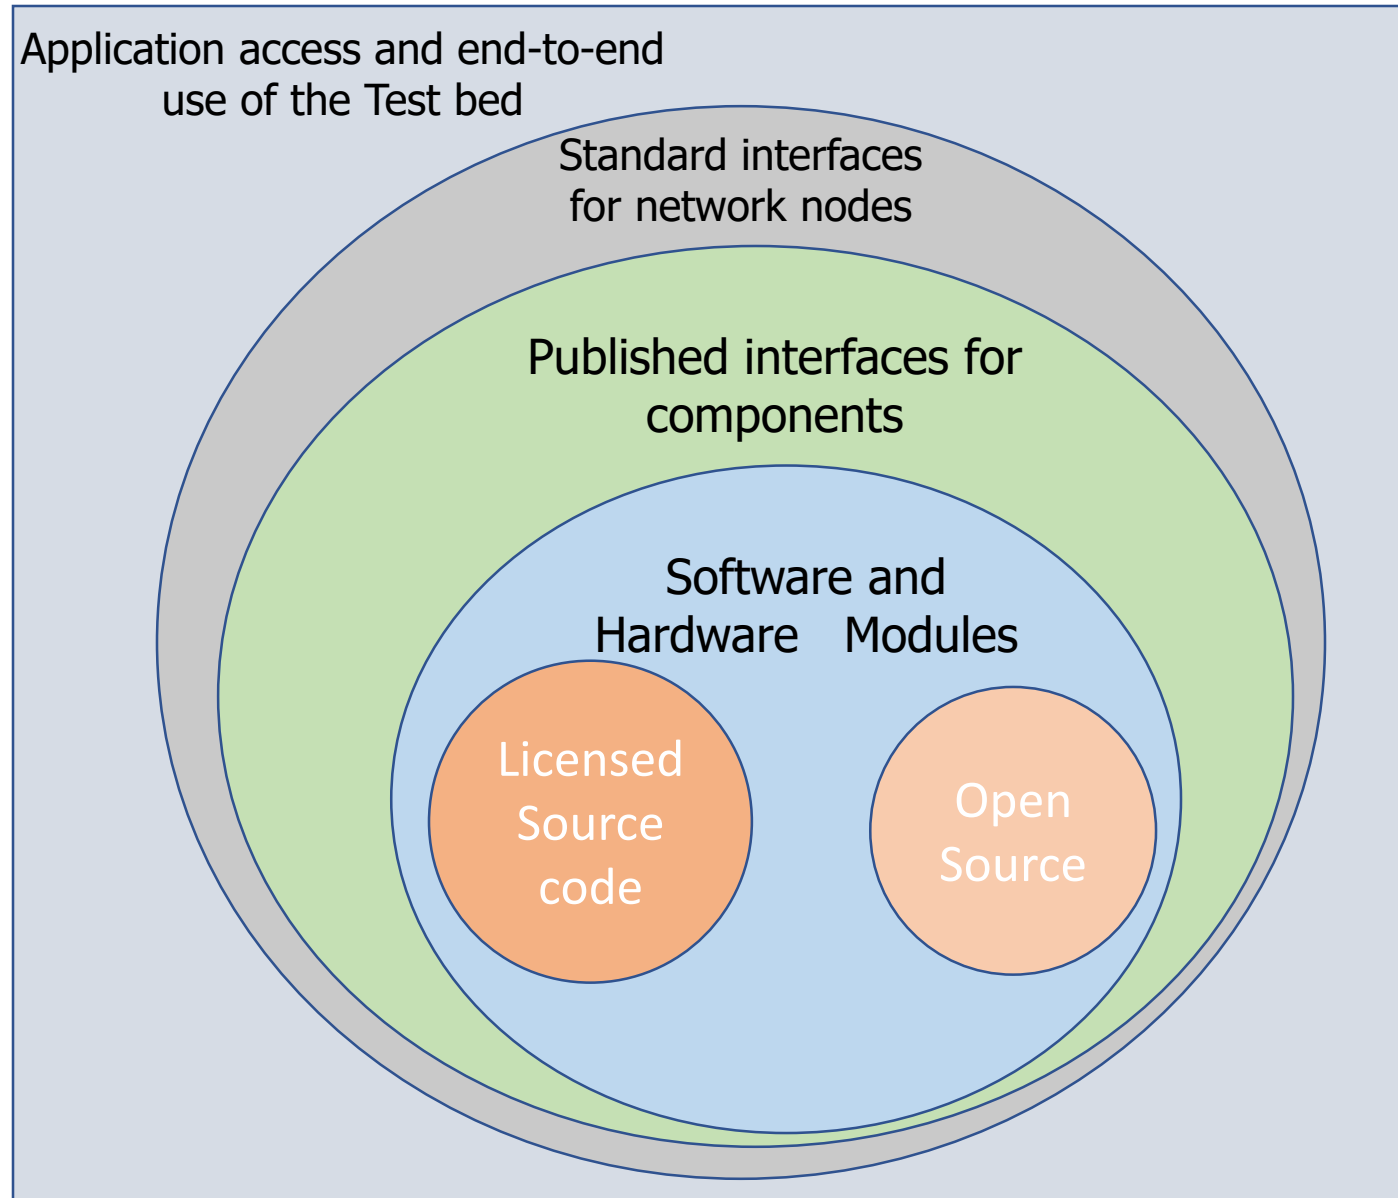 Application access and end-to-end
use of the Test bed
Standard interfaces
for network nodes
Published interfaces for
components
Software and
Hardware   Modules
Licensed
Source
code
Open
Source